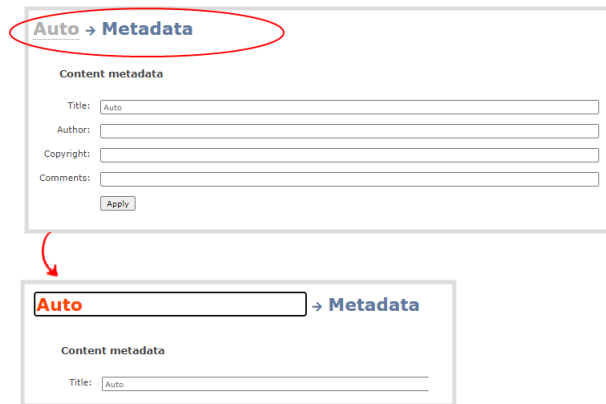 Auto → Metadata
Content metadata
Title: Auto
Author:
Copyright:
Comments:
Apply
Auto → Metadata
Content metadata
Title: Auto